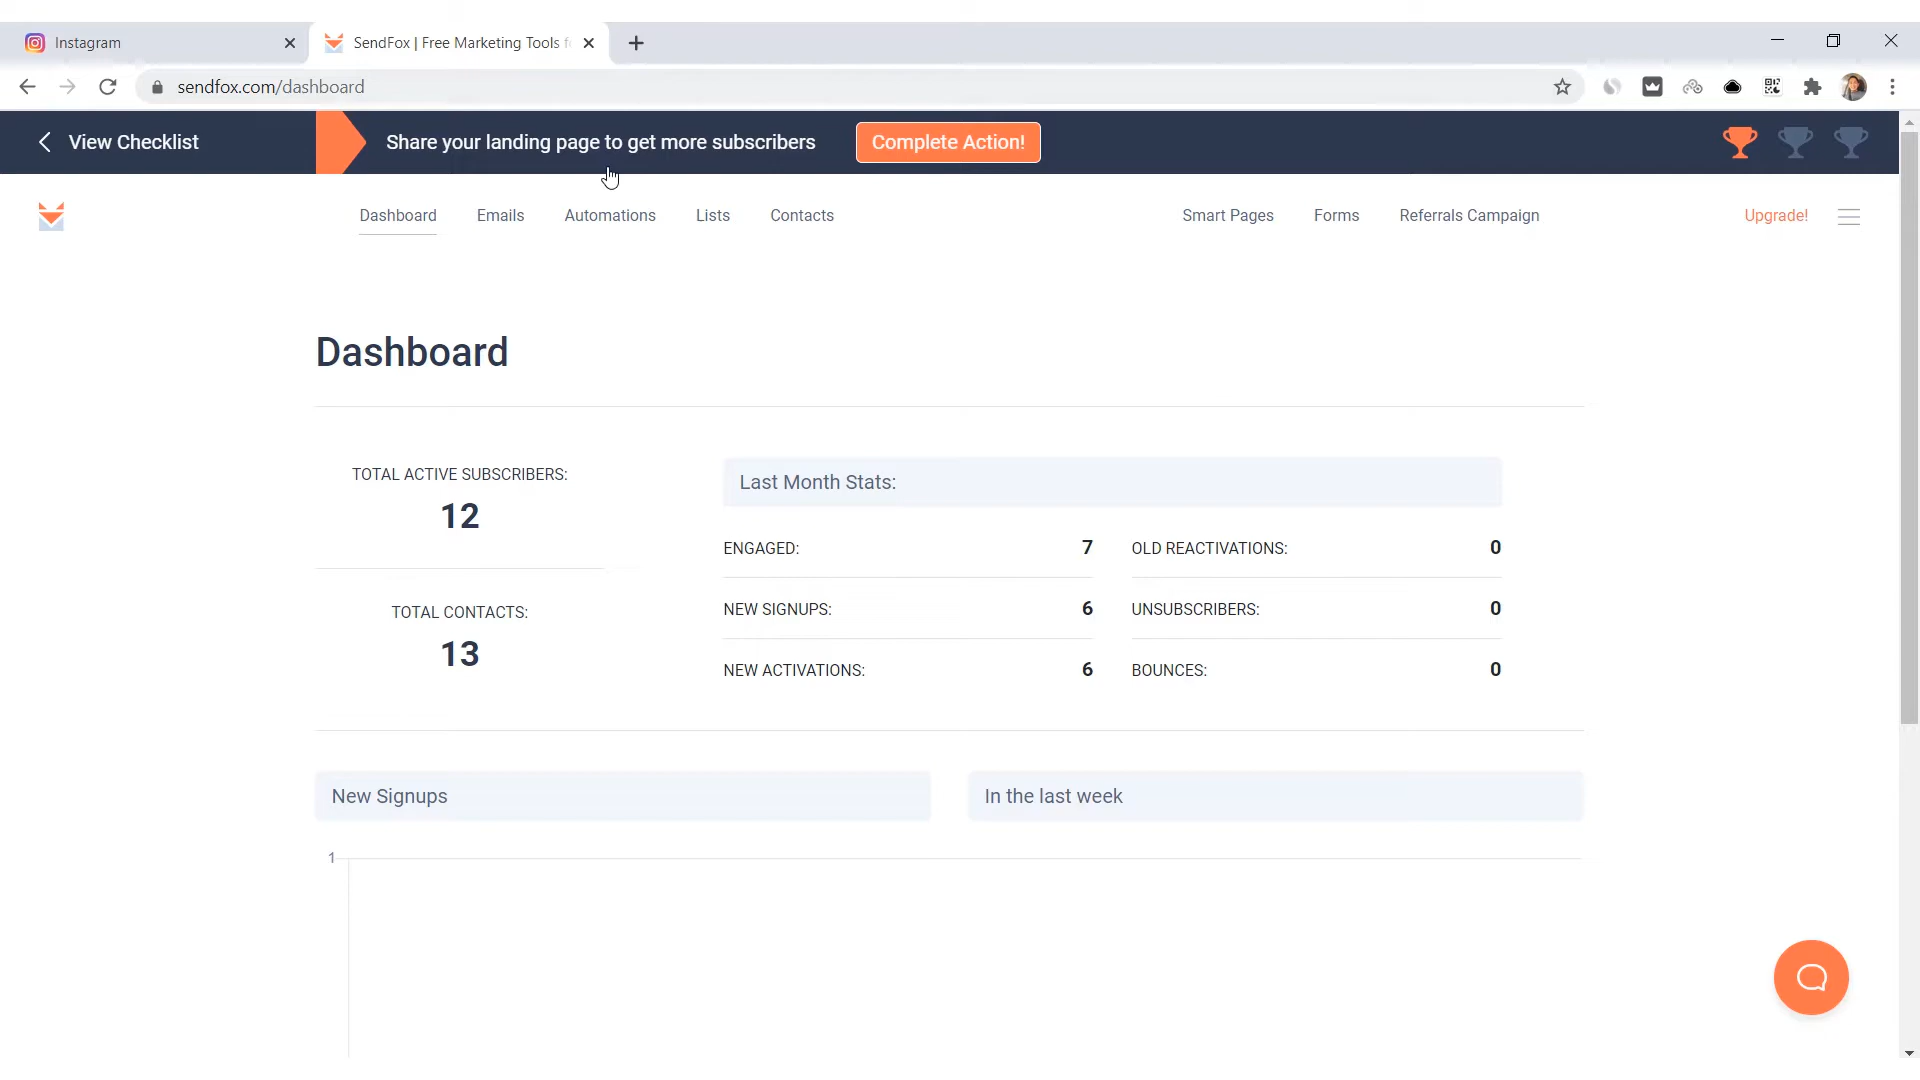 Instagram
SendFox | Free Marketing Tools f
sendfox.com/dashboard
View Checklist
Share your landing page to get more subscribers
Complete Action!
Dashboard
Emails
Automations
Lists
Contacts
Smart Pages
Forms
Referrals Campaign
Upgrade!
Dashboard
TOTAL ACTIVE SUBSCRIBERS:
12
TOTAL CONTACTS:
13
Last Month Stats:
ENGAGED: 7
OLD REACTIVATIONS: 0
NEW SIGNUPS: 6
UNSUBSCRIBERS: 0
NEW ACTIVATIONS: 6
BOUNCES: 0
New Signups
In the last week
1